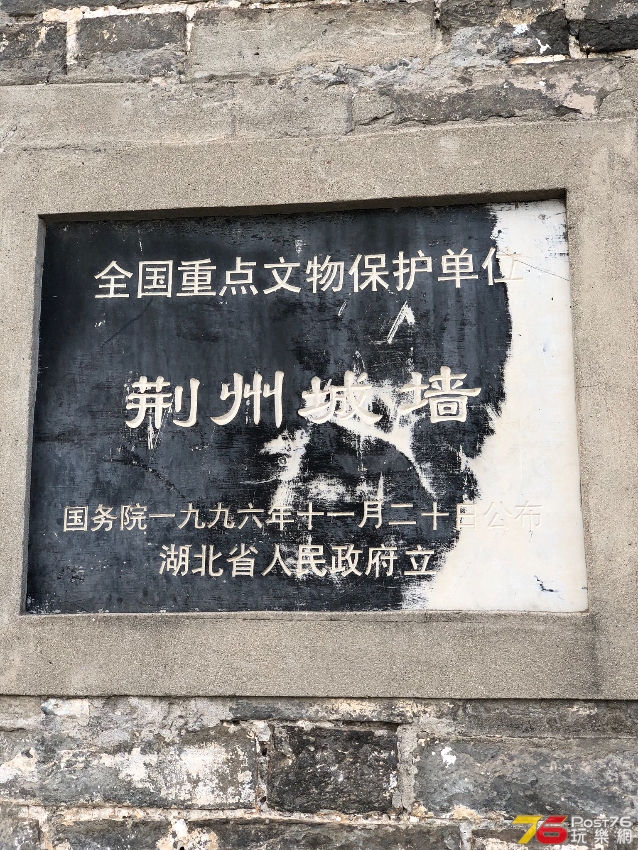 全国重点文物保护单位
荆州城墙
国务院一九九六年十一月二十日公布
湖北省人民政府立
76 Post76
玩樂網